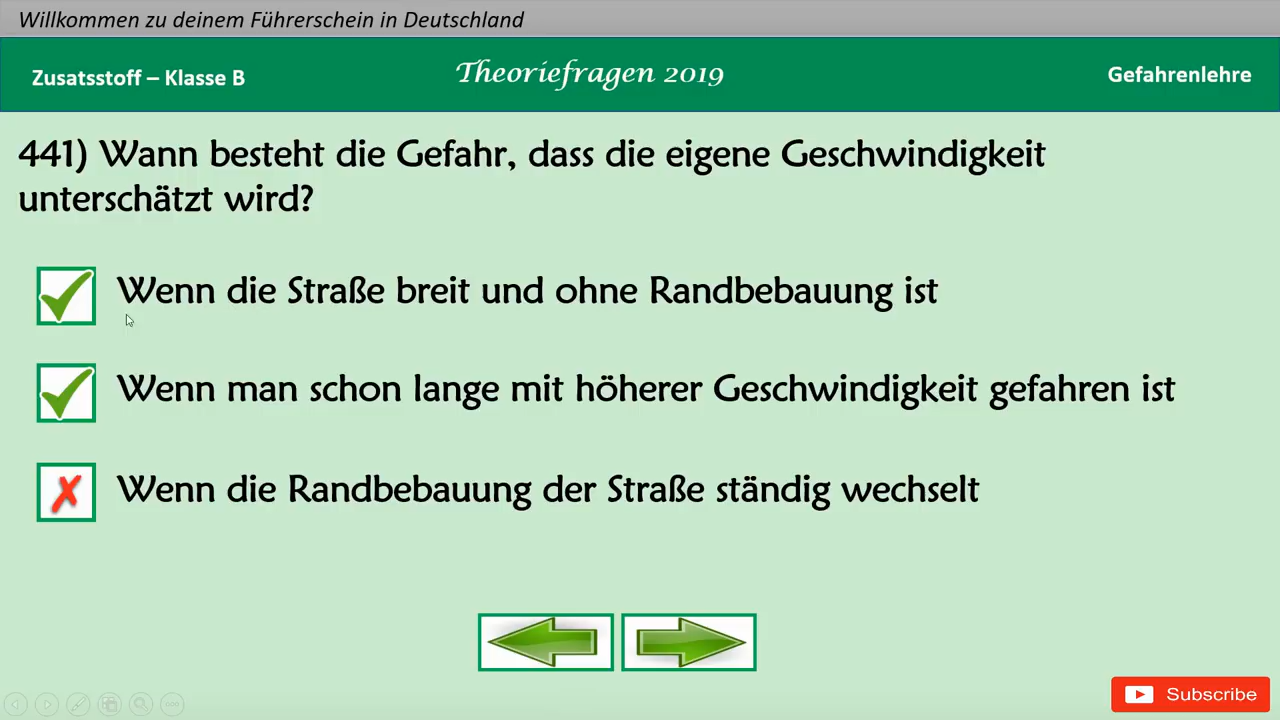 Willkommen zu deinem Führerschein in Deutschland
Zusatsstoff – Klasse B
Theoriefragen 2019
Gefahrenlehre
441) Wann besteht die Gefahr, dass die eigene Geschwindigkeit
unterschätzt wird?
Wenn die Straße breit und ohne Randbebauung ist
Wenn man schon lange mit höherer Geschwindigkeit gefahren ist
Wenn die Randbebauung der Straße ständig wechselt
Subscribe